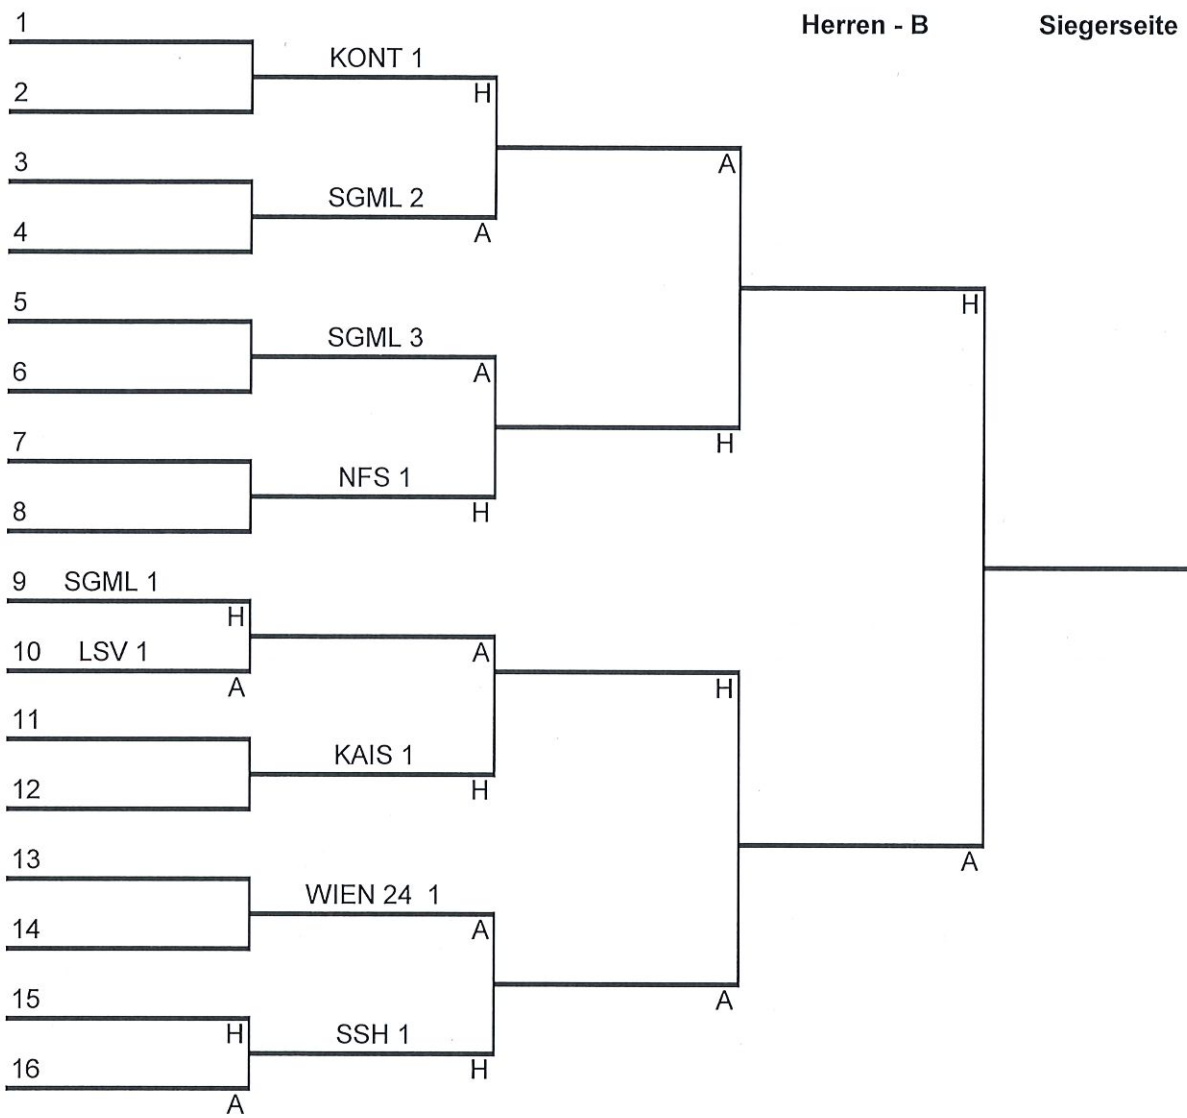 1 Herren - B Siegerseite
KONT 1
2 H
3 A
SGML 2
4 A
5 H
SGML 3
6 A
7 H
NFS 1
8 H
9 SGML 1
H
10 LSV 1 A
A H
11
KAIS 1
12 H
13 A
WIEN 24 1
14 A
15 A
H SSH 1
16 H
A